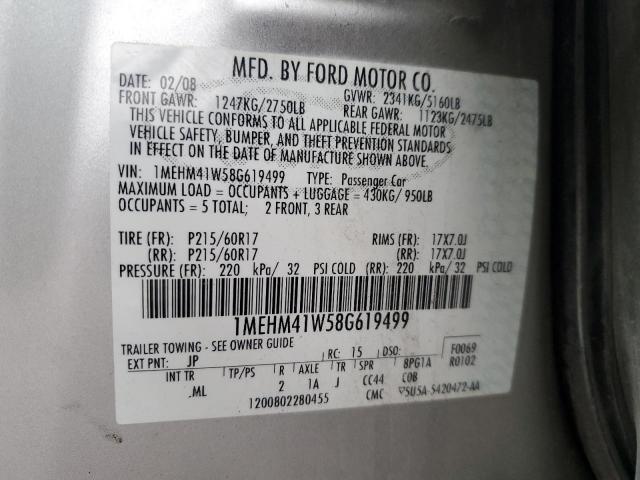 MFD. BY FORD MOTOR CO.
DATE: 02/08 GVWR: 2341KG/5160LB
FRONT GAWR: 1247KG/2750LB REAR GAWR: 1123KG/2475LB
THIS VEHICLE CONFORMS TO ALL APPLICABLE FEDERAL MOTOR
VEHICLE SAFETY, BUMPER, AND THEFT PREVENTION STANDARDS
IN EFFECT ON THE DATE OF MANUFACTURE SHOWN ABOVE.
VIN: 1MEHM41W58G619499 TYPE: Passenger Car
MAXIMUM LOAD = OCCUPANTS + LUGGAGE = 430KG/950LB
OCCUPANTS = 5 TOTAL; 2 FRONT, 3 REAR
TIRE (FR): P215/60R17 RIMS (FR): 17X7.0J
(RR): P215/60R17 (RR): 17X7.0J
PRESSURE (FR): 220 kPa/ 32 PSI COLD (RR): 220 kPa/ 32 PSI COLD
1MEHM41W58G619499
TRAILER TOWING - SEE OWNER GUIDE
F0069
EXT PNT: JP RC: 15 DSO: 8PG1A R0102
INT TR TP/PS R AXLE TR SPR
.ML 2 1A J CC44 C0B
1200802280455 CMC 5U5A-5420472-AA